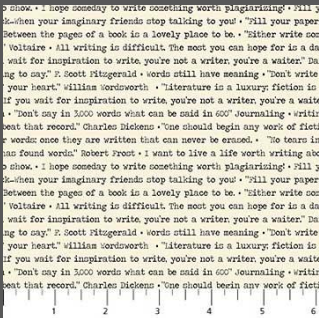 show. • I hope someday to write something worth plagiarizing! • Fill y
k—When your imaginary friends stop talking to you! • "Fill your paper
Between the pages of a book is a lovely place to be. • "Either write so
Voltaire • All writing is difficult. The most you can hope for is a da
wait for inspiration to write, you're not a writer, you're a waiter." Da
ng to say." F. Scott Fitzgerald • Words still have meaning • "Don't write
your heart." William Wordsworth • "Literature is a luxury; fiction is
If you wait for inspiration to write, you're not a writer, you're a waite
• "Don't say in 3,000 words what can be said in 600" Journaling • Writin
beat that record." Charles Dickens • "One should begin any work of fict
r words: once they are written that can never be erased. • "No tears in
has found words." Robert Frost • I want to live a life worth writing abo
show. • I hope someday to write something worth plagiarizing! • Fill y
k—When your imaginary friends stop talking to you! • "Fill your paper
Between the pages of a book is a lovely place to be. • "Either write som
Voltaire • All writing is difficult. The most you can hope for is a da
wait for inspiration to write, you're not a writer, you're a waiter." Da
ng to say." F. Scott Fitzgerald • Words still have meaning • "Don't write
your heart." William Wordsworth • "Literature is a luxury; fiction is
If you wait for inspiration to write, you're not a writer, you're a waite
• "Don't say in 3,000 words what can be said in 600" Journaling • Writin
beat that record." Charles Dickens • "One should begin any work of ficti
1 2 3 4 5 6